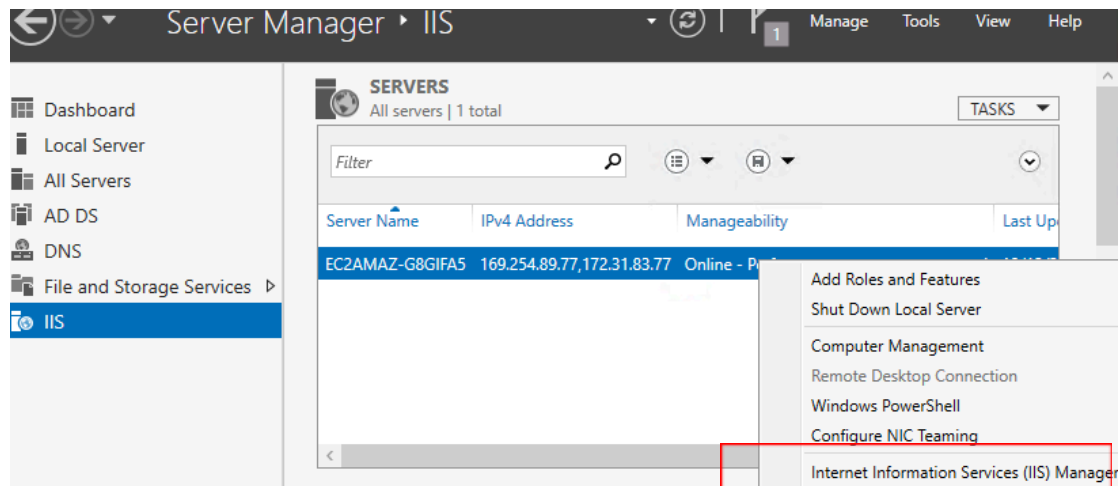 Server Manager ‣ IIS
1
Manage Tools View Help
Dashboard
Local Server
All Servers
AD DS
DNS
File and Storage Services
IIS
SERVERS
All servers | 1 total
TASKS
Filter
Server Name IPv4 Address Manageability
EC2AMAZ-G8GIFA5 169.254.89.77,172.31.83.77 Online -
Add Roles and Features
Shut Down Local Server
Computer Management
Remote Desktop Connection
Windows PowerShell
Configure NIC Teaming
Internet Information Services (IIS) Manager